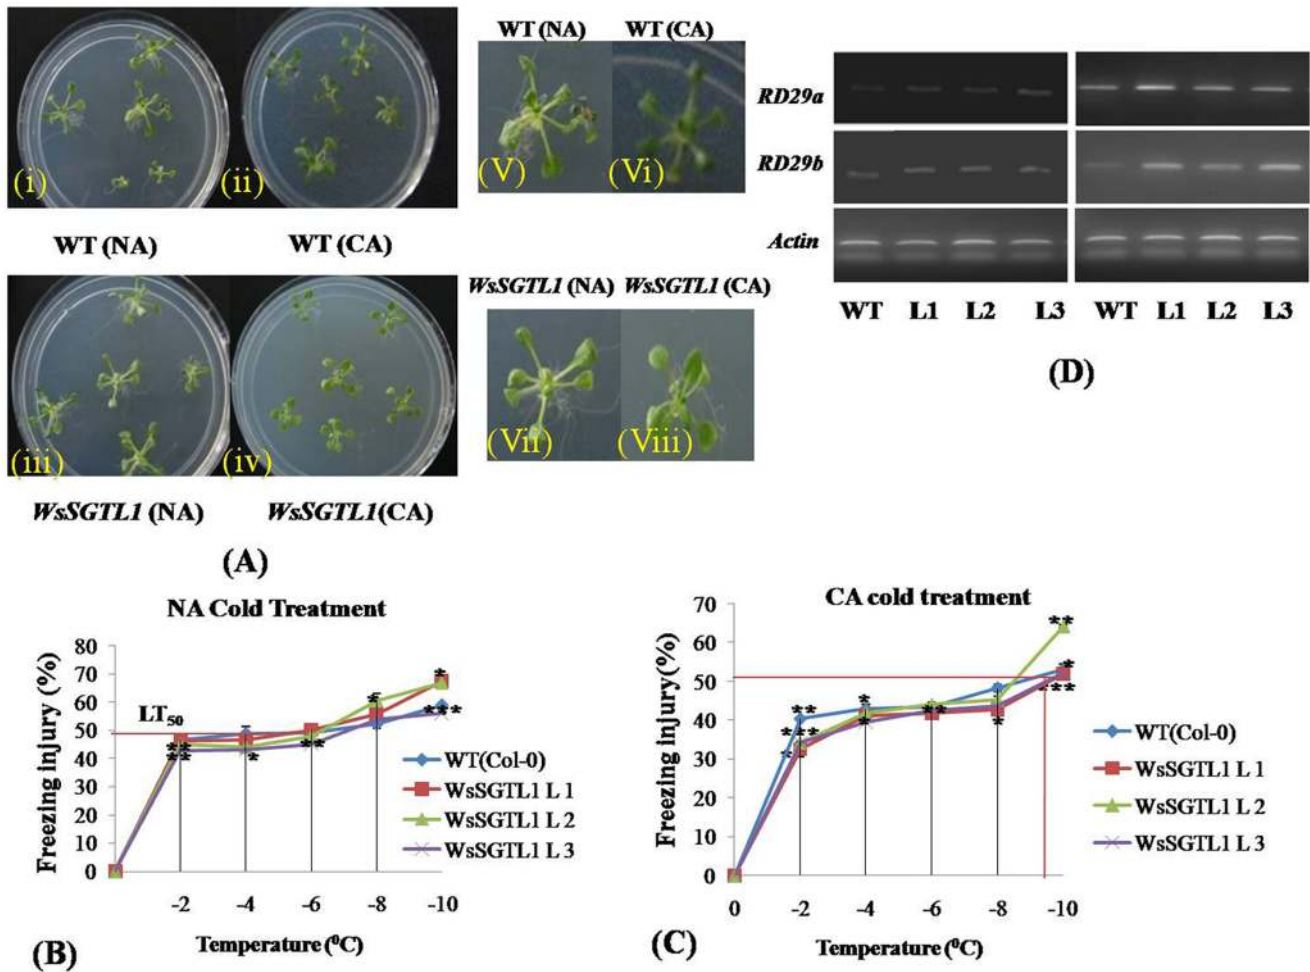 WT (NA) WT (CA)
(i) (ii) (V) (Vi)
WT (NA) WT (CA)
WsSGTL1 (NA) WsSGTL1 (CA)
(iii) (iv) (Vii) (Viii)
WsSGTL1 (NA) WsSGTL1(CA)
(A)
RD29a
RD29b
Actin
WT L1 L2 L3 WT L1 L2 L3
(D)
NA Cold Treatment
Freezing injury (%)
80
70
60
50
40
30
20
10
0
LT50
** ** * ** * * ***
-2 -4 -6 -8 -10
Temperature (⁰C)
WT(Col-0)
WsSGTL1 L 1
WsSGTL1 L 2
WsSGTL1 L 3
(B)
CA cold treatment
Freezing injury(%)
70
60
50
40
30
20
10
0
** *** ** * * ** * * ** * ***
0 -2 -4 -6 -8 -10
Temperature (⁰C)
WT(Col-0)
WsSGTL1 L 1
WsSGTL1 L 2
WsSGTL1 L 3
(C)